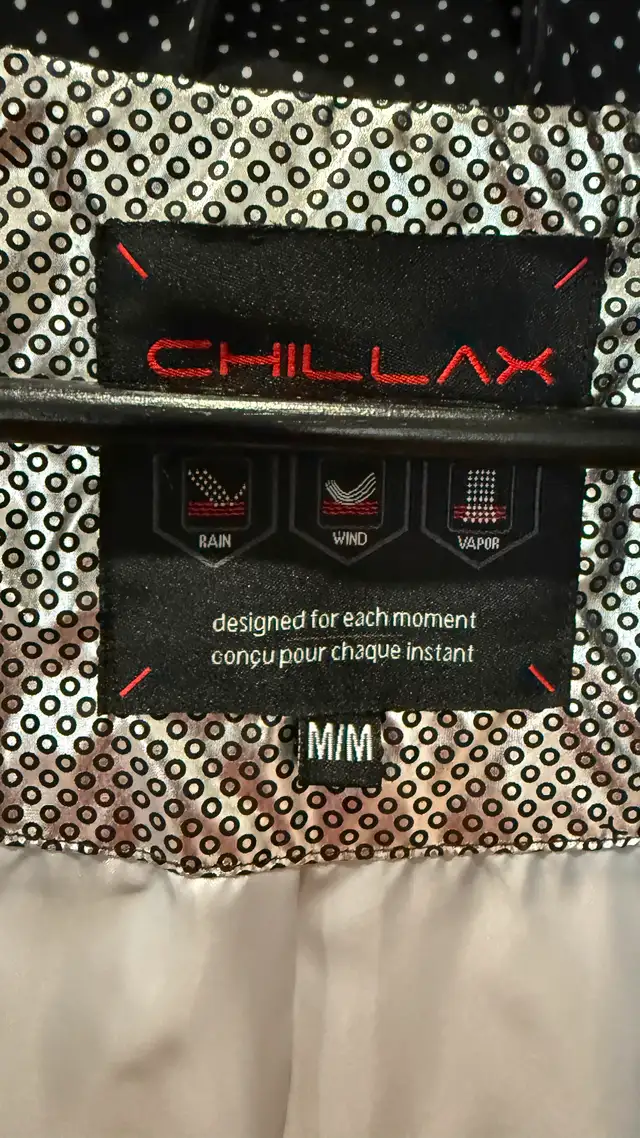 CHILLAX
RAIN WIND VAPOR
designed for each moment
conçu pour chaque instant
M/M